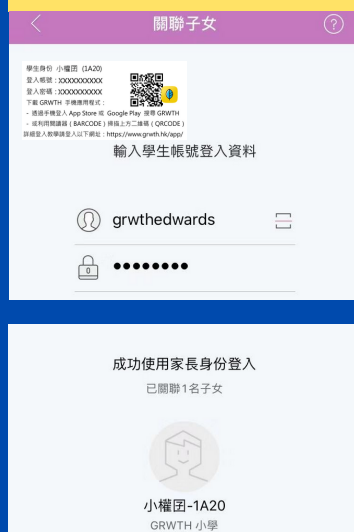 關聯子女
學生身份 小權囝 (1A20)
登入帳號：XXXXXXXXXX
登入密碼：XXXXXXXXXX
下載 GRWTH 手機應用程式：
- 透過手機登入 App Store 或 Google Play 搜尋 GRWTH
- 或利用閱讀器 ( BARCODE ) 掃描上方二維碼 ( QRCODE )
詳細登入教學請登入以下網址 : https://www.grwth.hk/app/
輸入學生帳號登入資料
grwthedwards
成功使用家長身份登入
已關聯1名子女
小權囝-1A20
GRWTH 小學